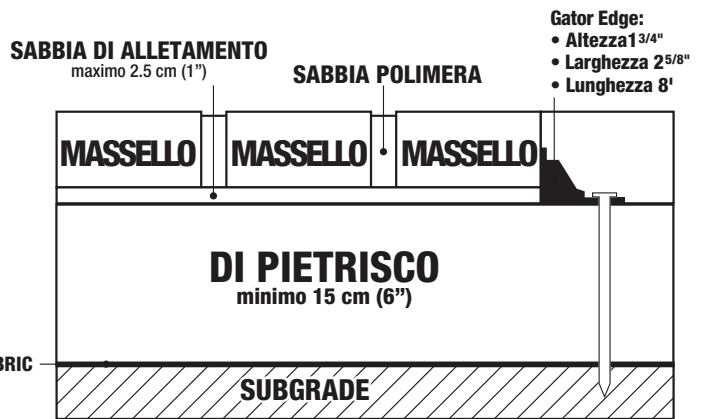 Gator Edge:
• Altezza1 3/4"
• Larghezza 2 5/8"
• Lunghezza 8'
SABBIA DI ALLETAMENTO
maximo 2.5 cm (1”)
SABBIA POLIMERA
MASSELLO MASSELLO MASSELLO
DI PIETRISCO
minimo 15 cm (6”)
BRIC
SUBGRADE